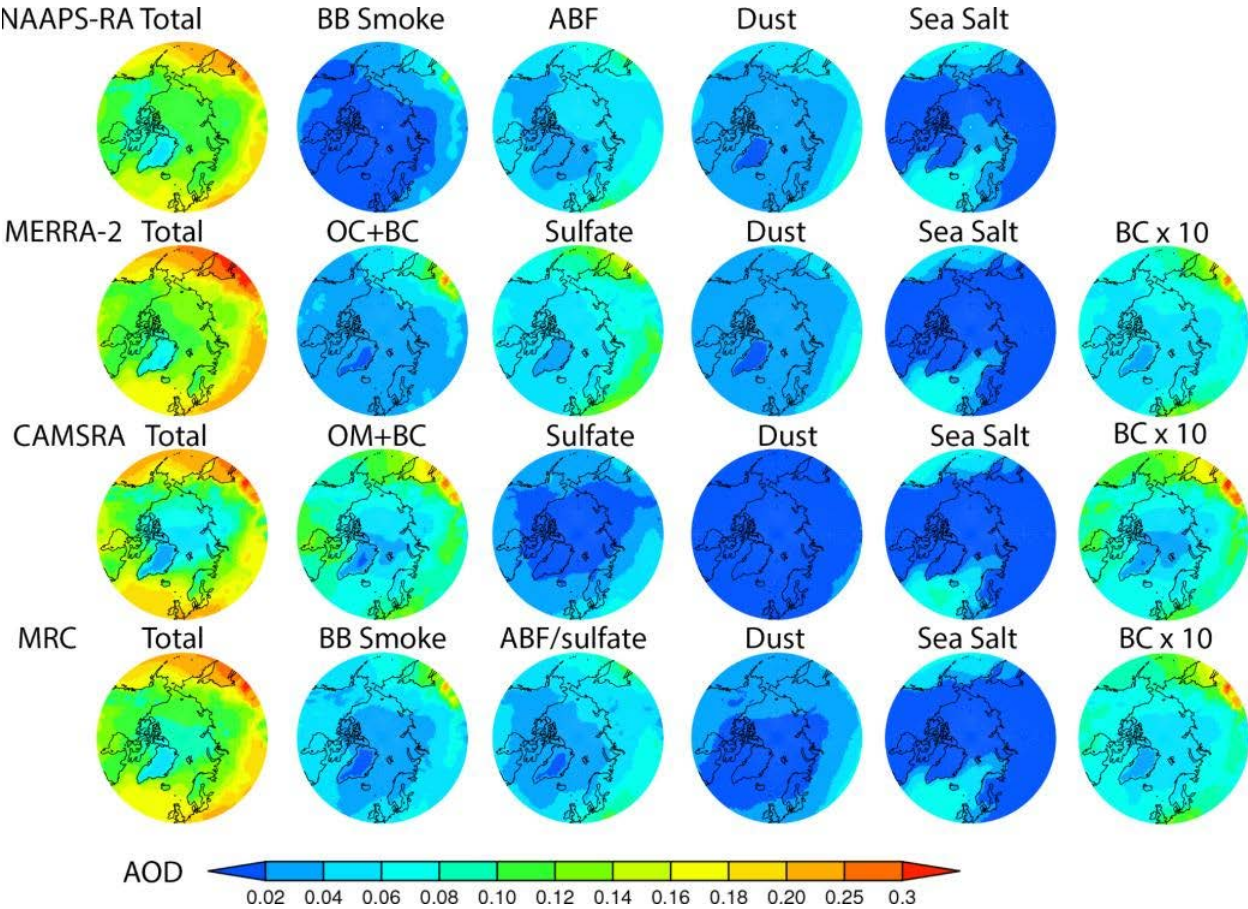 NAAPS-RA Total BB Smoke ABF Dust Sea Salt
MERRA-2 Total OC+BC Sulfate Dust Sea Salt BC x 10
CAMSRA Total OM+BC Sulfate Dust Sea Salt BC x 10
MRC Total BB Smoke ABF/sulfate Dust Sea Salt BC x 10
AOD
0.02 0.04 0.06 0.08 0.10 0.12 0.14 0.16 0.18 0.20 0.25 0.3